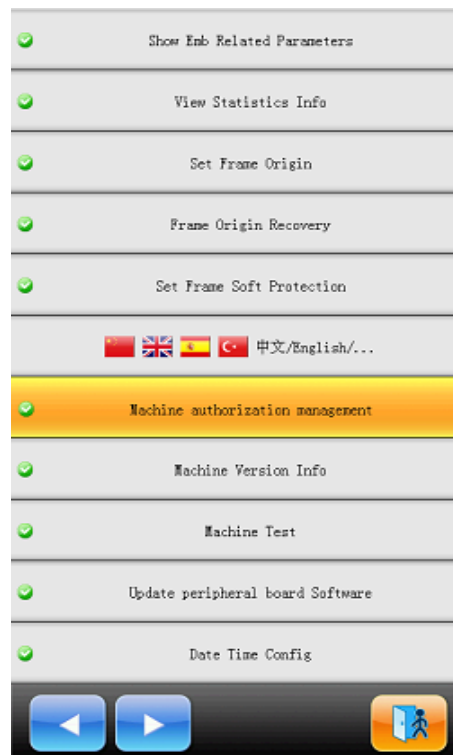 Show Emb Related Parameters
View Statistics Info
Set Frame Origin
Frame Origin Recovery
Set Frame Soft Protection
中文/English/...
Machine authorization management
Machine Version Info
Machine Test
Update peripheral board Software
Date Time Config